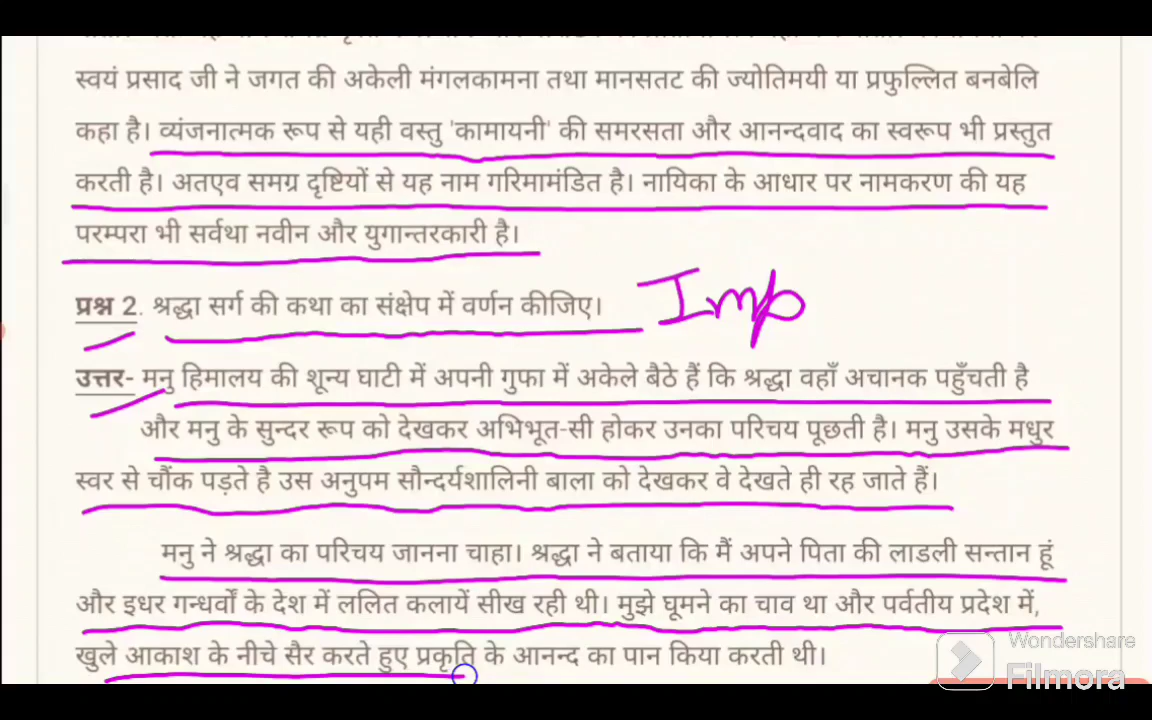 स्वयं प्रसाद जी ने जगत की अकेली मंगलकामना तथा मानसतट की ज्योतिमयी या प्रफुल्लित बनबेलि
कहा है। व्यंजनात्मक रूप से यही वस्तु 'कामायनी' की समरसता और आनन्दवाद का स्वरूप भी प्रस्तुत
करती है। अतएव समग्र दृष्टियों से यह नाम गरिमामंडित है। नायिका के आधार पर नामकरण की यह
परम्परा भी सर्वथा नवीन और युगान्तरकारी है।
प्रश्न 2. श्रद्धा सर्ग की कथा का संक्षेप में वर्णन कीजिए। Imp
उत्तर- मनु हिमालय की शून्य घाटी में अपनी गुफा में अकेले बैठे हैं कि श्रद्धा वहाँ अचानक पहुँचती है
और मनु के सुन्दर रूप को देखकर अभिभूत-सी होकर उनका परिचय पूछती है। मनु उसके मधुर
स्वर से चौंक पड़ते है उस अनुपम सौन्दर्यशालिनी बाला को देखकर वे देखते ही रह जाते हैं।
मनु ने श्रद्धा का परिचय जानना चाहा। श्रद्धा ने बताया कि मैं अपने पिता की लाडली सन्तान हूं
और इधर गन्धर्वों के देश में ललित कलायें सीख रही थी। मुझे घूमने का चाव था और पर्वतीय प्रदेश में,
खुले आकाश के नीचे सैर करते हुए प्रकृति के आनन्द का पान किया करती थी।
Wondershare
Filmora